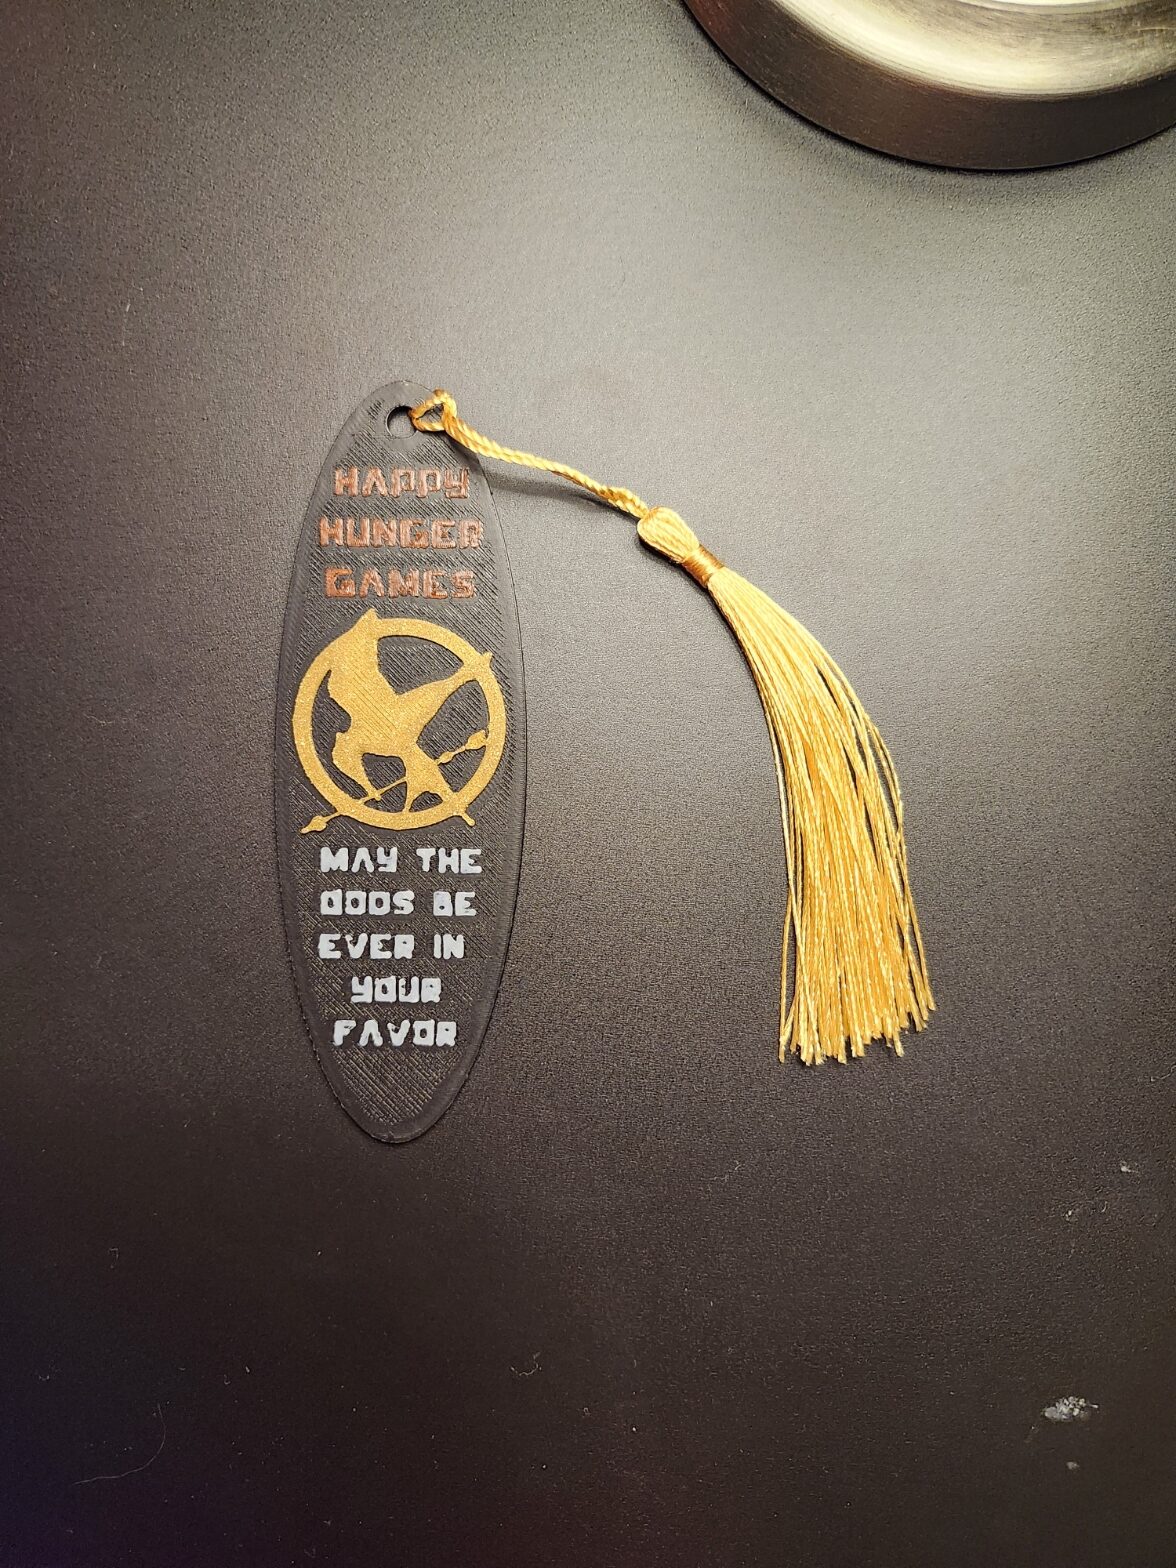 HAPPY
HUNGER
GAMES
MAY THE
ODDS BE
EVER IN
YOUR
FAVOR